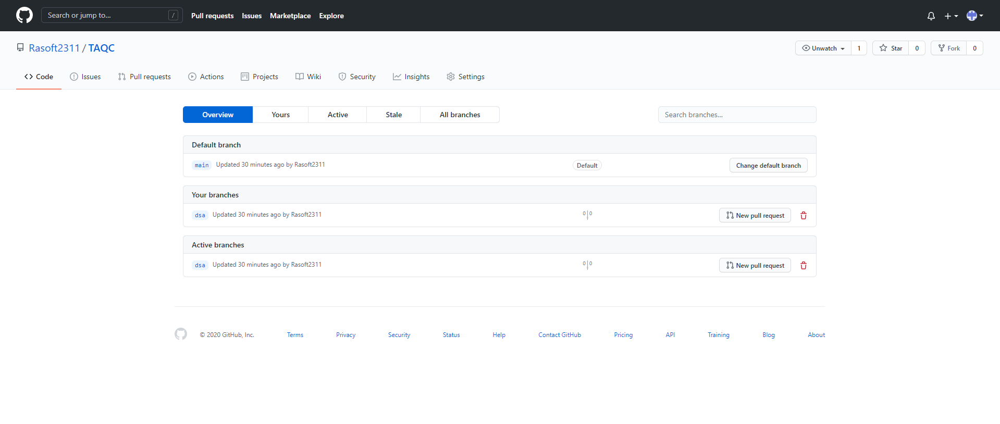 Search or jump to... /
Pull requests Issues Marketplace Explore
Rasoft2311 / TAQC
Unwatch 1 Star 0 Fork 0
Code Issues Pull requests Actions Projects Wiki Security Insights Settings
Overview Yours Active Stale All branches Search branches...
Default branch
main Updated 30 minutes ago by Rasoft2311 Default Change default branch
Your branches
dsa Updated 30 minutes ago by Rasoft2311 0 0 New pull request
Active branches
dsa Updated 30 minutes ago by Rasoft2311 0 0 New pull request
© 2020 GitHub, Inc. Terms Privacy Security Status Help Contact GitHub Pricing API Training Blog About